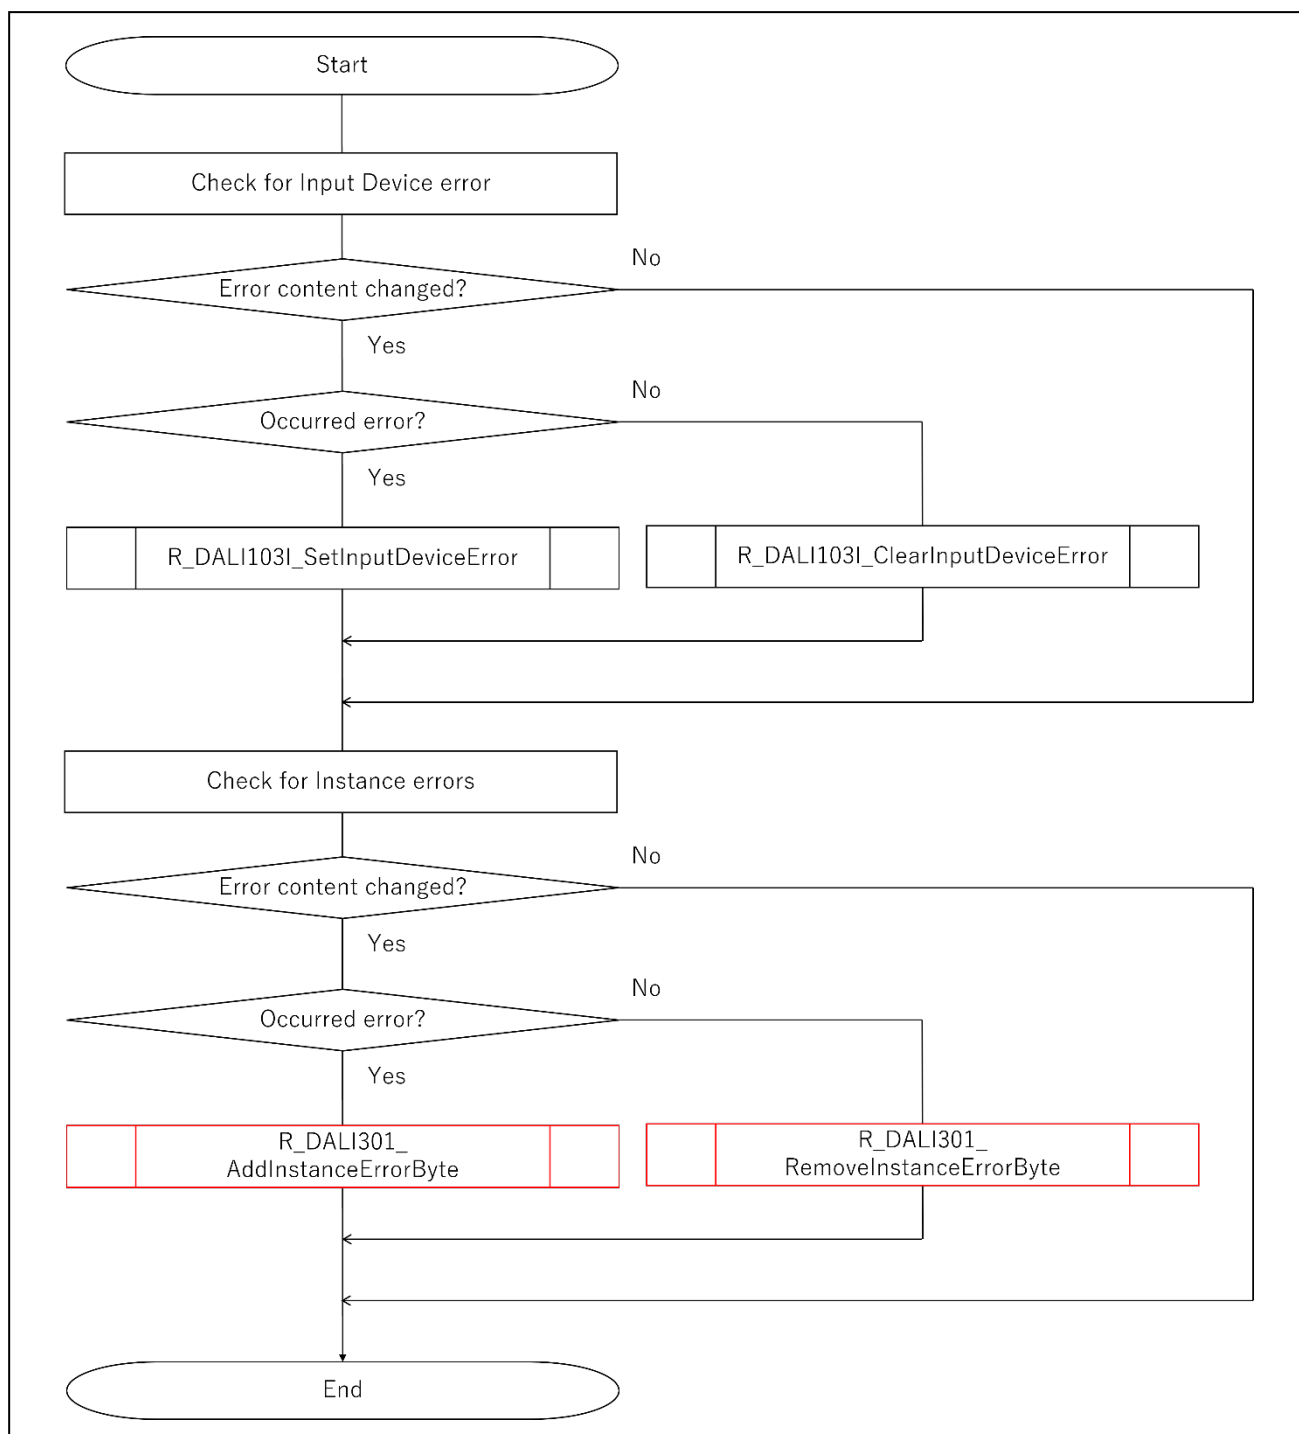 Start
Check for Input Device error
No
Error content changed?
Yes
No
Occurred error?
Yes
R_DALI103I_SetInputDeviceError
R_DALI103I_ClearInputDeviceError
Check for Instance errors
No
Error content changed?
Yes
No
Occurred error?
Yes
R_DALI301_
AddInstanceErrorByte
R_DALI301_
RemoveInstanceErrorByte
End